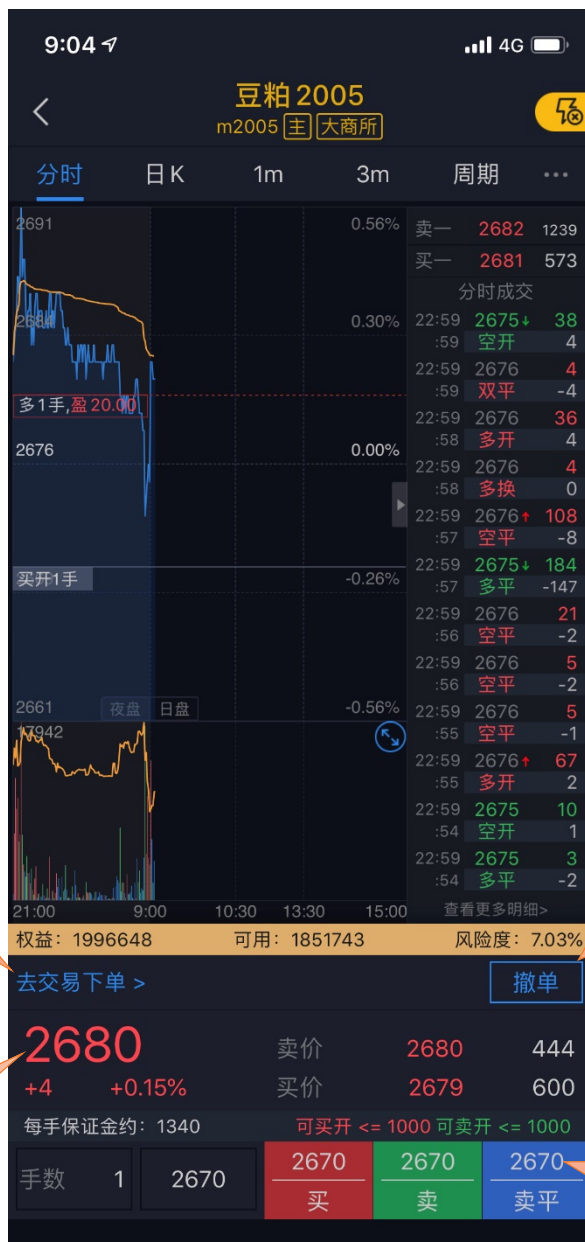 9:04
4G
豆粕2005
m2005 主 大商所
分时 日K 1m 3m 周期 ...
2691 0.56%
2684 0.30%
多1手,盈20.00
2676 0.00%
买开1手 -0.26%
2661 夜盘 日盘 -0.56%
17942
21:00 9:00 10:30 13:30 15:00
卖一 2682 1239
买一 2681 573
分时成交
22:59 2675↓ 38
:59 空开 4
22:59 2676 4
:59 双平 -4
22:59 2676 36
:58 多开 4
22:59 2676 4
:58 多换 0
22:59 2676↑ 108
:57 空平 -8
22:59 2675↓ 184
:57 多平 -147
22:59 2676 21
:56 空平 -2
22:59 2676 5
:56 空平 -2
22:59 2676 5
:55 空平 -1
22:59 2676↑ 67
:55 多开 2
22:59 2675 10
:54 空开 1
22:59 2675 3
:54 多平 -2
查看更多明细>
权益: 1996648 可用: 1851743 风险度: 7.03%
去交易下单 > 撤单
2680 卖价 2680 444
+4 +0.15% 买价 2679 600
每手保证金约: 1340 可买开 <= 1000 可卖开 <= 1000
手数 1 2670
2670 2670 2670
买 卖 卖平